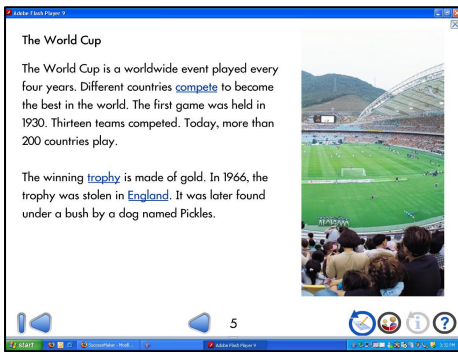 Adobe Flash Player 9
The World Cup
The World Cup is a worldwide event played every
four years. Different countries compete to become
the best in the world. The first game was held in
1930. Thirteen teams competed. Today, more than
200 countries play.
The winning trophy is made of gold. In 1966, the
trophy was stolen in England. It was later found
under a bush by a dog named Pickles.
5
i
?
start
Adobe Flash Player 9